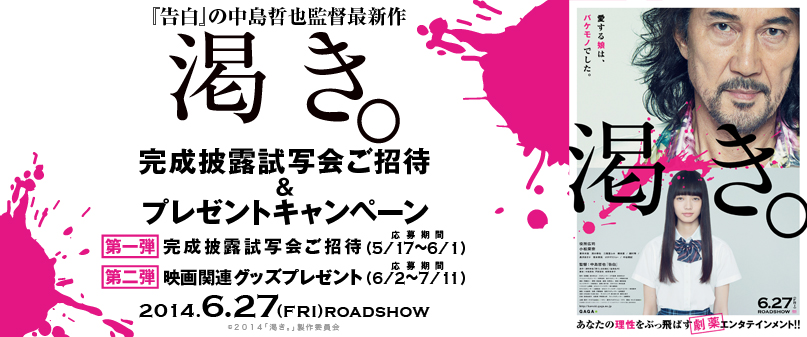 『告白』の中島哲也監督最新作
渇き。
完成披露試写会ご招待
&
プレゼントキャンペーン
応募期間
第一弾 完成披露試写会ご招待 (5/17~6/1)
応募期間
第二弾 映画関連グッズプレゼント (6/2~7/11)
2014.6.27(FRI)ROADSHOW
©2014「渇き。」製作委員会
愛する娘は、
バケモノでした。
渇き。
GAGA
6.27
ROADSHOW
あなたの理性をぶっ飛ばす劇薬エンタテインメント!!